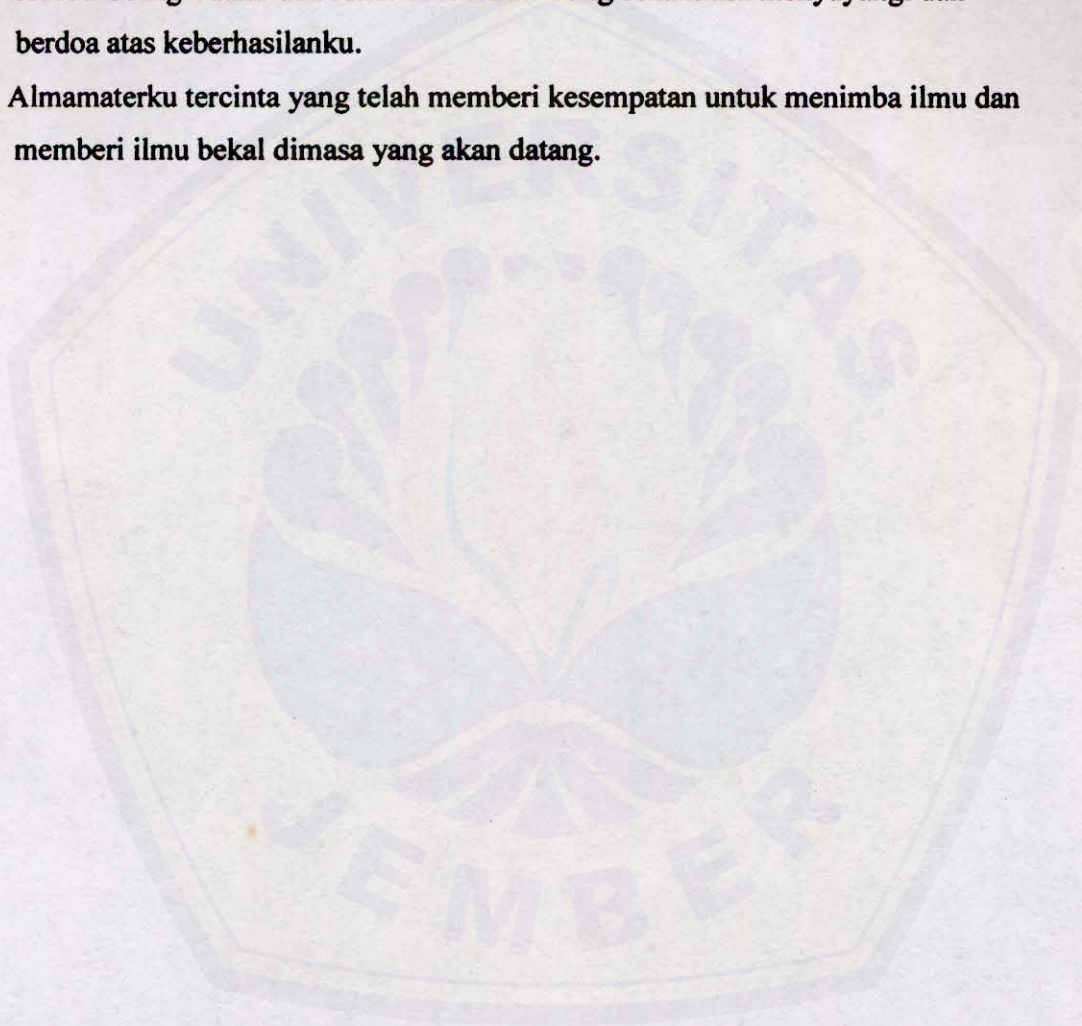 berdoa atas keberhasilanku.
Almamaterku tercinta yang telah memberi kesempatan untuk menimba ilmu dan
memberi ilmu bekal dimasa yang akan datang.
UNIVERSITAS
JEMBER